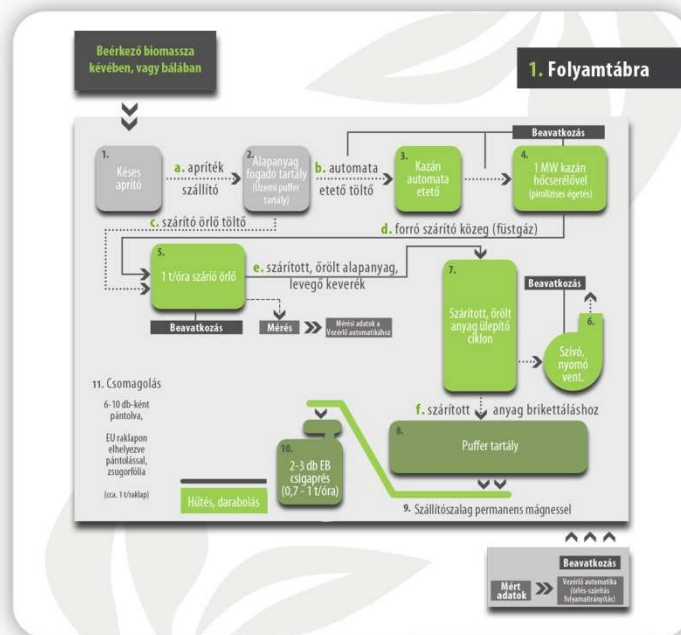 Beérkező biomassza
kévében, vagy bálában
1. Folyamtábra
Beavatkozás
1.
Késes
aprító
a. apríték
szállító
2.
Alapanyag
fogadó tartály
(Üzemi puffer
tartály)
b. automata
etető töltő
3.
Kazán
automata
etető
4.
1 MW kazán
hőcserélővel
(pirolízises égetés)
c. szárító örlő töltő
d. forró szárító közeg (füstgáz)
5.
1 t/óra szárió örlő
e. szárított, őrölt alapanyag,
levegő keverék
Beavatkozás
Mérés
Mérési adatok a
Vezérlő automatikához
7.
Szárított, őrölt
anyag ülepítő
ciklon
Beavatkozás
6.
Szívó,
nyomó
vent.
f. szárított anyag brikettáláshoz
8.
Puffer tartály
9. Szállítószalag permanens mágnessel
10.
2-3 db EB
csigaprés
(0,7 - 1 t/óra)
Hűtés, darabolás
11. Csomagolás
6-10 db-ként
pántolva,
EU raklapon
elhelyezve
pántolással,
zsugorfólia
(cca. 1 t/raklap)
Beavatkozás
Mért
adatok
Vezérlő automatika
(örlés-szárítás
folyamatirányítás)